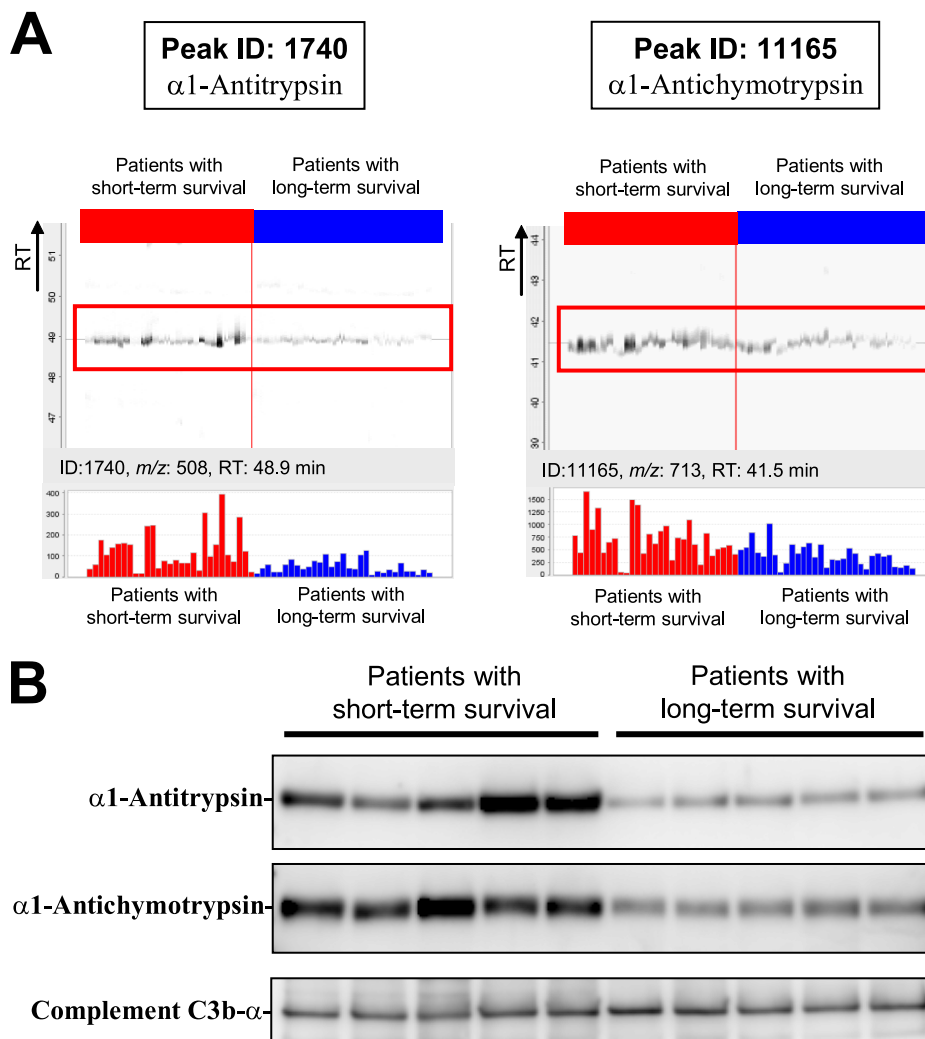 A
Peak ID: 1740
α1-Antitrypsin
Peak ID: 11165
α1-Antichymotrypsin
Patients with
short-term survival
Patients with
long-term survival
Patients with
short-term survival
Patients with
long-term survival
RT
51
50
49
48
47
RT
44
43
42
41
40
39
ID:1740, m/z: 508, RT: 48.9 min
ID:11165, m/z: 713, RT: 41.5 min
400
300
200
100
0
1500
1250
1000
750
500
250
0
Patients with
short-term survival
Patients with
long-term survival
Patients with
short-term survival
Patients with
long-term survival
B
Patients with
short-term survival
Patients with
long-term survival
α1-Antitrypsin-
α1-Antichymotrypsin-
Complement C3b-α-